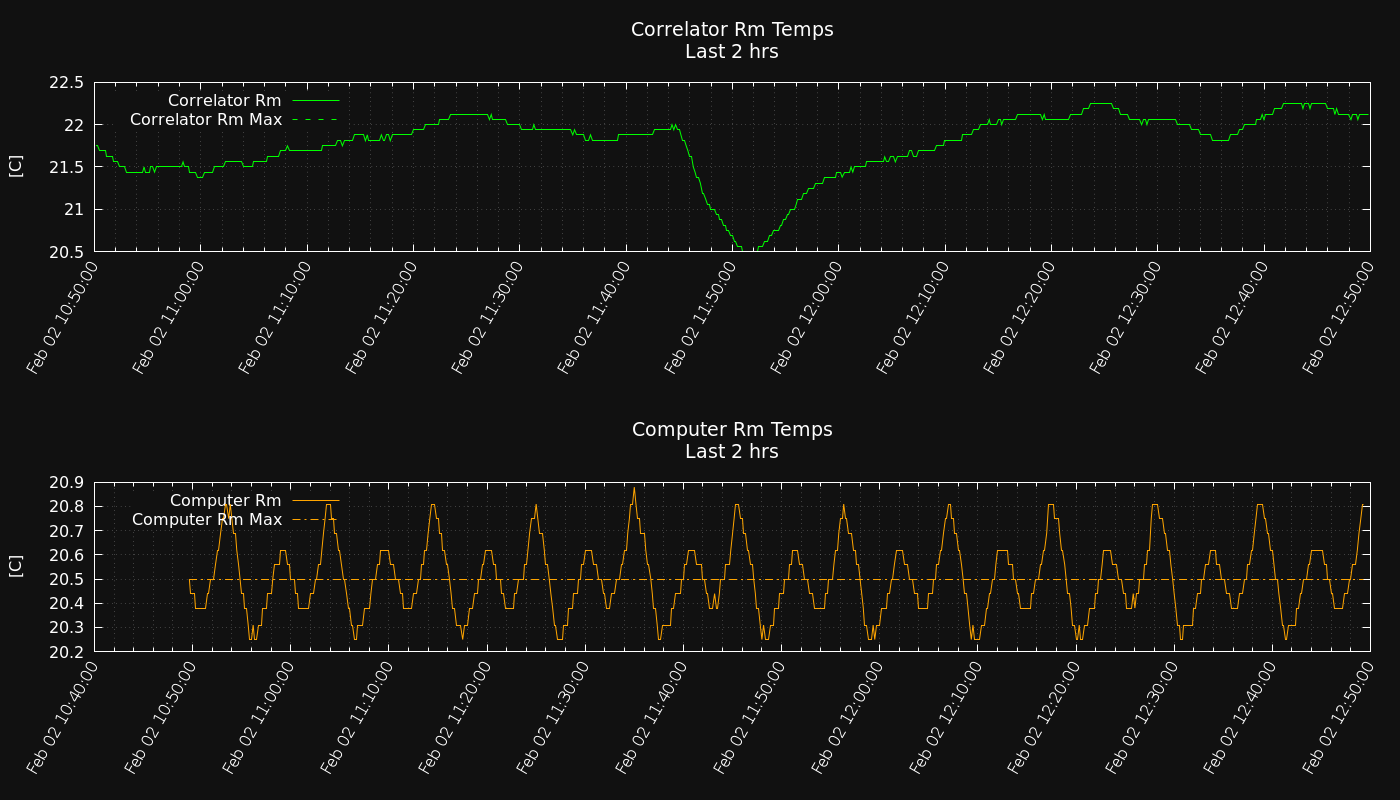 Correlator Rm Temps
Last 2 hrs
Correlator Rm
Correlator Rm Max
[C]
22.5
22
21.5
21
20.5
Feb 02 10:50:00
Feb 02 11:00:00
Feb 02 11:10:00
Feb 02 11:20:00
Feb 02 11:30:00
Feb 02 11:40:00
Feb 02 11:50:00
Feb 02 12:00:00
Feb 02 12:10:00
Feb 02 12:20:00
Feb 02 12:30:00
Feb 02 12:40:00
Feb 02 12:50:00
Computer Rm Temps
Last 2 hrs
Computer Rm
Computer Rm Max
[C]
20.9
20.8
20.7
20.6
20.5
20.4
20.3
20.2
Feb 02 10:40:00
Feb 02 10:50:00
Feb 02 11:00:00
Feb 02 11:10:00
Feb 02 11:20:00
Feb 02 11:30:00
Feb 02 11:40:00
Feb 02 11:50:00
Feb 02 12:00:00
Feb 02 12:10:00
Feb 02 12:20:00
Feb 02 12:30:00
Feb 02 12:40:00
Feb 02 12:50:00